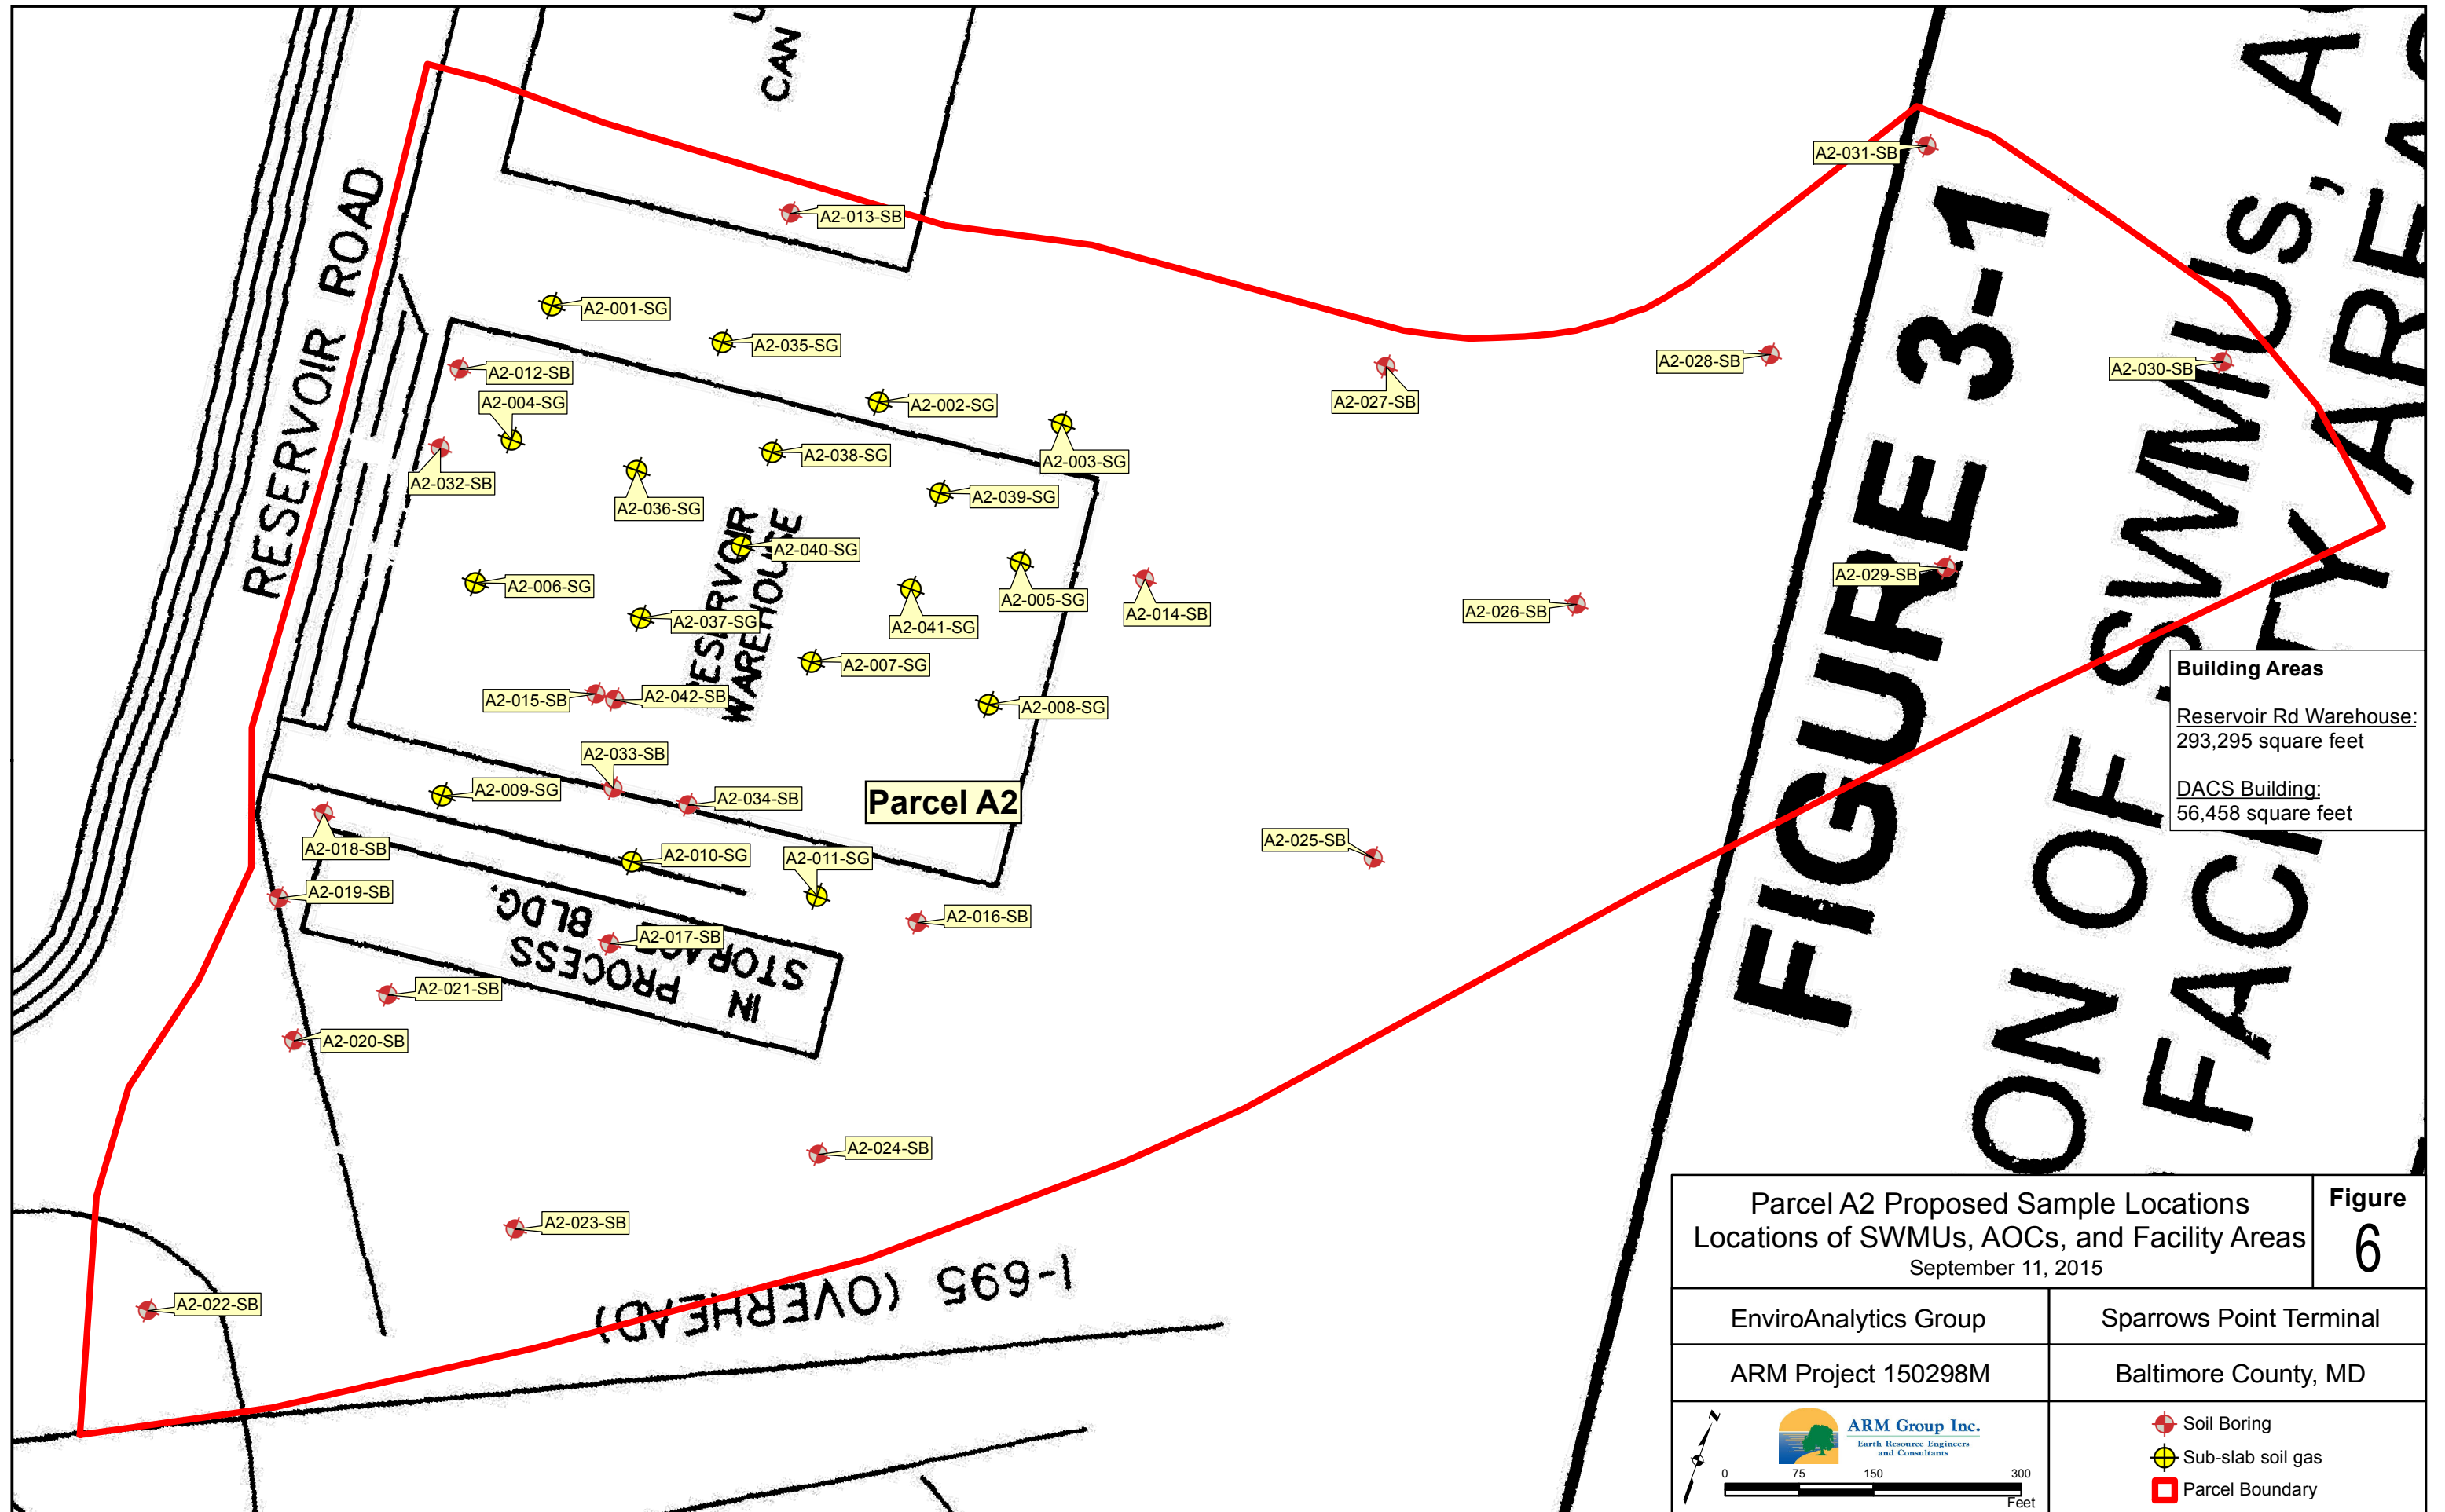 CAN
RESERVOIR ROAD
A2-031-SB
A2-013-SB
A2-001-SG
A2-035-SG
A2-012-SB
A2-004-SG
A2-002-SG
A2-028-SB
A2-030-SB
A2-027-SB
A2-038-SG
A2-003-SG
A2-032-SB
A2-036-SG
A2-039-SG
A2-040-SG
RESERVOIR
WAREHOUSE
A2-006-SG
A2-037-SG
A2-041-SG
A2-005-SG
A2-014-SB
A2-026-SB
A2-029-SB
A2-007-SG
A2-015-SB
A2-042-SB
A2-008-SG
A2-033-SB
A2-009-SG
A2-034-SB
Parcel A2
A2-018-SB
A2-010-SG
A2-011-SG
A2-025-SB
A2-019-SB
A2-016-SB
A2-017-SB
IN PROCESS
STORAGE BLDG.
A2-021-SB
A2-020-SB
A2-024-SB
A2-023-SB
A2-022-SB
I-695 (OVERHEAD)
FIGURE 3-1
ON OF SWMUS,
FACILITY AREAS
Building Areas
Reservoir Rd Warehouse:
293,295 square feet
DACS Building:
56,458 square feet
Parcel A2 Proposed Sample Locations
Locations of SWMUs, AOCs, and Facility Areas
September 11, 2015
Figure
6
EnviroAnalytics Group
Sparrows Point Terminal
ARM Project 150298M
Baltimore County, MD
N
ARM Group Inc.
Earth Resource Engineers
and Consultants
0 75 150 300
Feet
Soil Boring
Sub-slab soil gas
Parcel Boundary